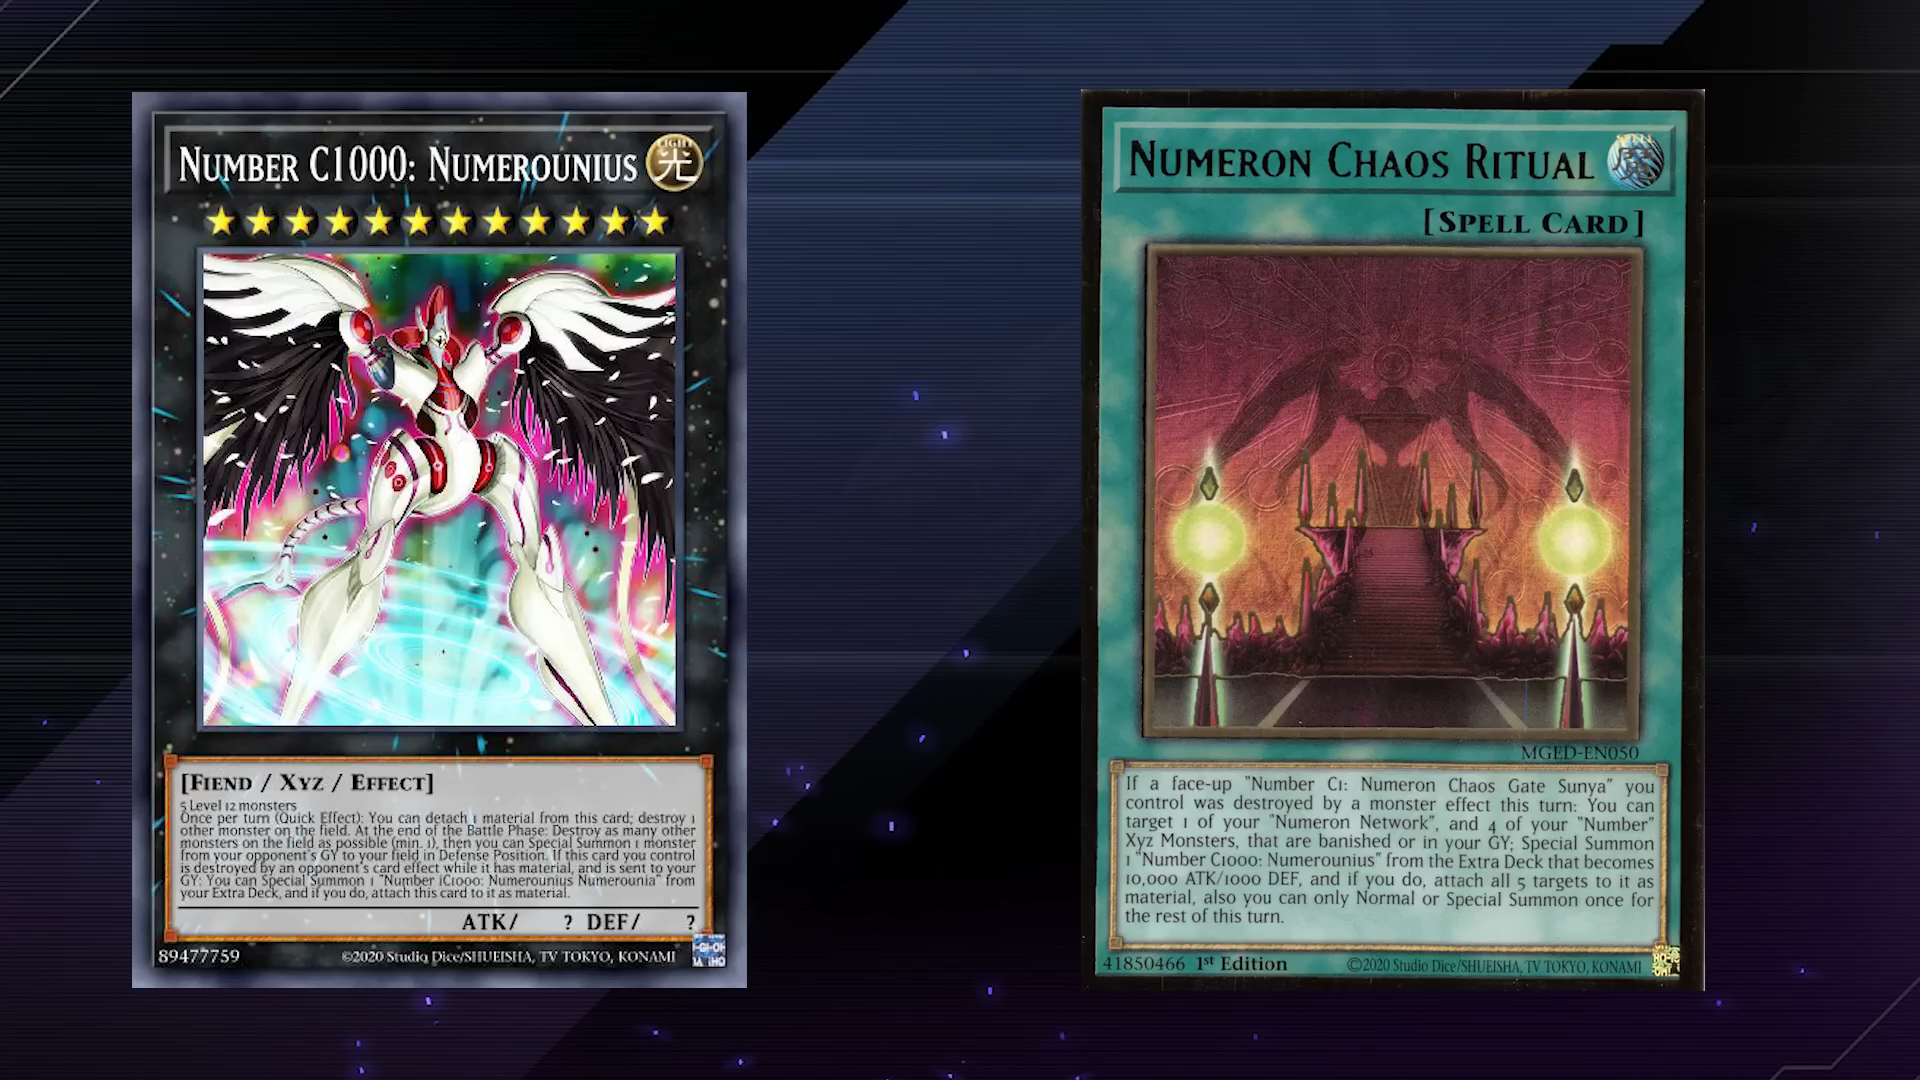 NUMBER C1000: NUMEROUNIUS
LIGHT
光
[FIEND / XYZ / EFFECT]
5 Level 12 monsters
Once per turn (Quick Effect): You can detach 1 material from this card; destroy 1
other monster on the field. At the end of the Battle Phase: Destroy as many other
monsters on the field as possible (min. 1), then you can Special Summon 1 monster
from your opponent's GY to your field in Defense Position. If this card you control
is destroyed by an opponent's card effect while it has material, and is sent to your
GY: You can Special Summon 1 "Number iC1000: Numerounius Numerounia" from
your Extra Deck, and if you do, attach this card to it as material.
ATK/ ? DEF/ ?
89477759 ©2020 Studio Dice/SHUEISHA, TV TOKYO, KONAMI
NUMERON CHAOS RITUAL
SPELL
魔
[SPELL CARD]
MGED-EN050
If a face-up "Number C1: Numeron Chaos Gate Sunya" you
control was destroyed by a monster effect this turn: You can
target 1 of your "Numeron Network", and 4 of your "Number"
Xyz Monsters, that are banished or in your GY; Special Summon
1 "Number C1000: Numerounius" from the Extra Deck that becomes
10,000 ATK/1000 DEF, and if you do, attach all 5 targets to it as
material, also you can only Normal or Special Summon once for
the rest of this turn.
41850466 1st Edition ©2020 Studio Dice/SHUEISHA, TV TOKYO, KONAMI